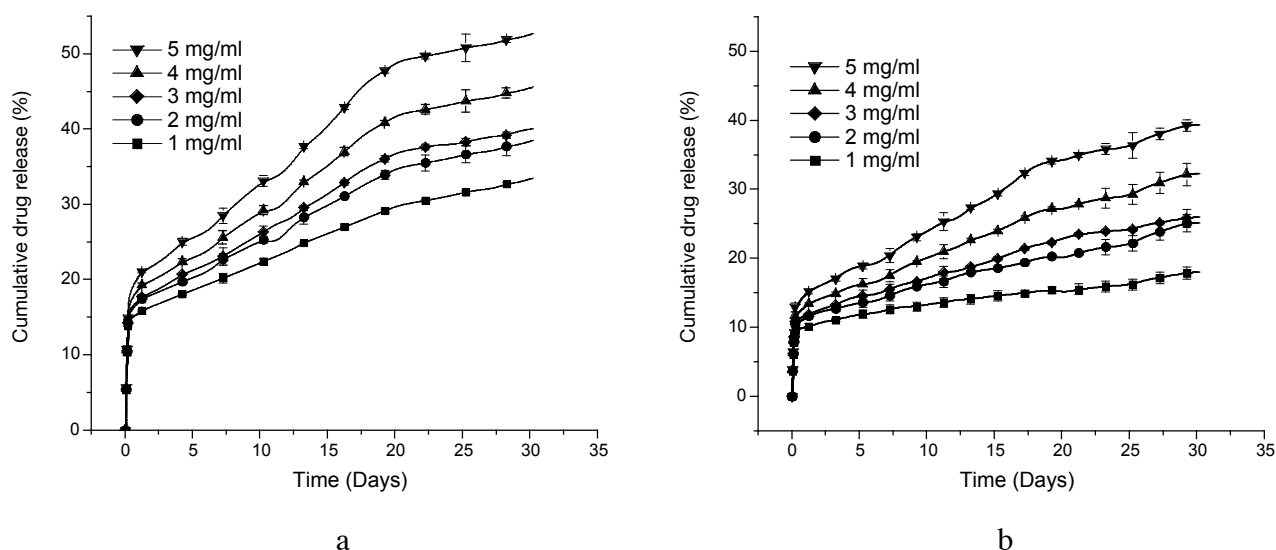 50
40
30
20
10
0
Cumulative drug release (%)
5 mg/ml
4 mg/ml
3 mg/ml
2 mg/ml
1 mg/ml
0 5 10 15 20 25 30 35
Time (Days)
a
50
40
30
20
10
0
Cumulative drug release (%)
5 mg/ml
4 mg/ml
3 mg/ml
2 mg/ml
1 mg/ml
0 5 10 15 20 25 30 35
Time (Days)
b